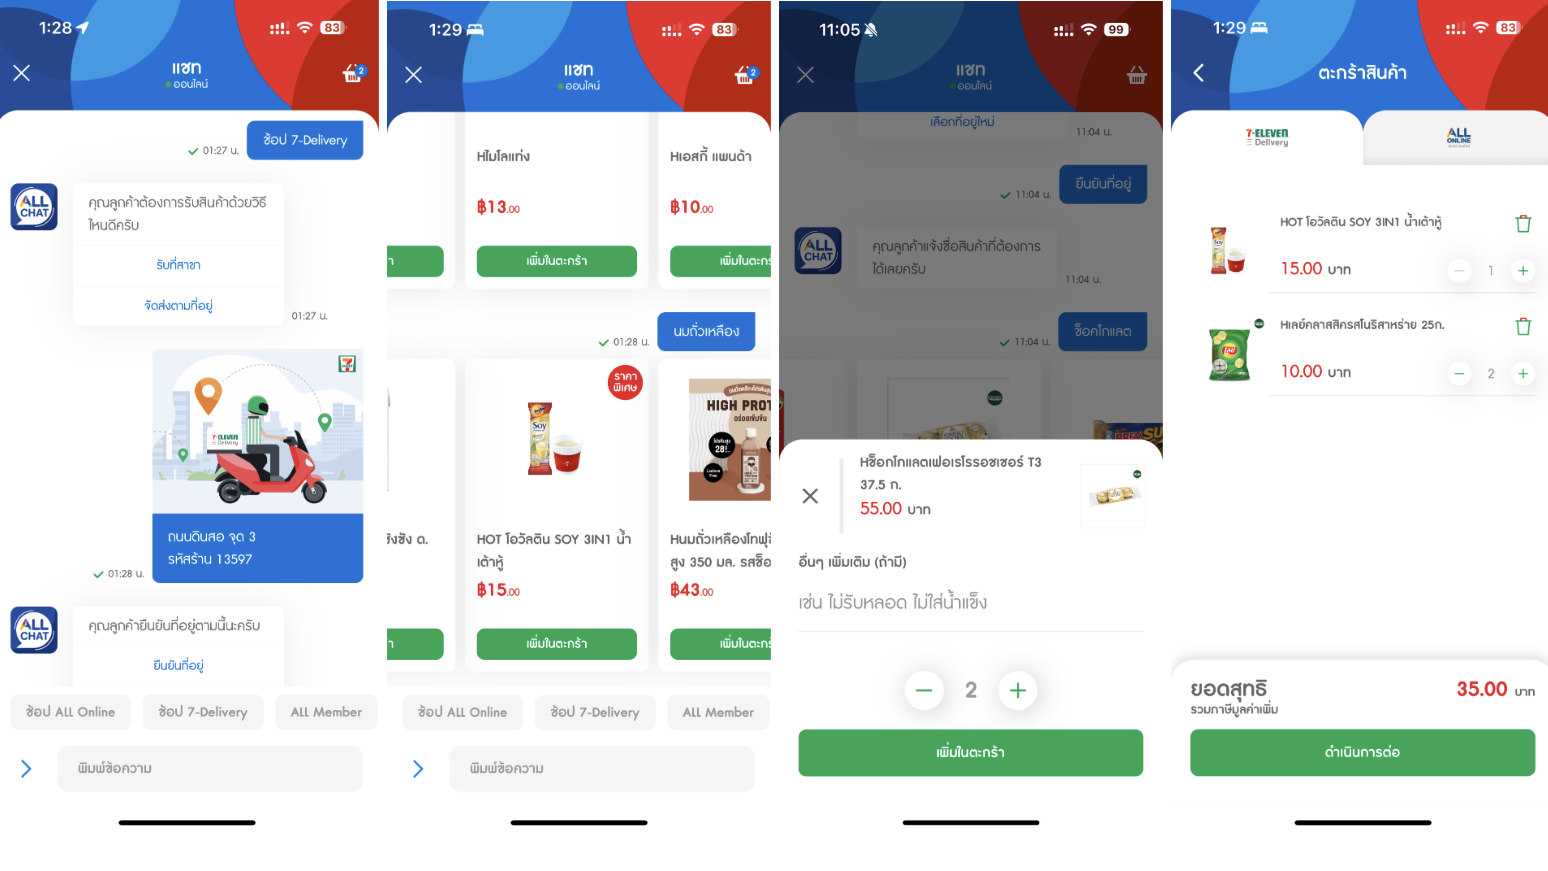 1:28
83
แชท
ออนไลน์
2
ช้อป 7-Delivery
01:27 น.
ALL
CHAT
คุณลูกค้าต้องการรับสินค้าด้วยวิธี
ไหนดีครับ
รับที่สาขา
จัดส่งตามที่อยู่
01:27 น.
7-ELEVEN
Delivery
ถนนดินสอ จุด 3
รหัสร้าน 13597
01:28 น.
ALL
CHAT
คุณลูกค้ายืนยันที่อยู่ตามนี้นะครับ
ยืนยันที่อยู่
ช้อป ALL Online
ช้อป 7-Delivery
ALL Member
พิมพ์ข้อความ
1:29
83
แชท
ออนไลน์
2
Hไมโลแท่ง
Hเอสกี้ แพนด้า
฿13.00
฿10.00
เพิ่มในตะกร้า
เพิ่มในตะกร
นมถั่วเหลือง
01:28 น.
ราคา
พิเศษ
Soy
HIGH PROT
28
ซังซัง ด.
HOT โอวัลติน SOY 3IN1 น้ำ
เต้าหู้
Hนมถั่วเหลืองโทฟุ
สูง 350 มล. รสช็อ
฿15.00
฿43.00
เพิ่มในตะกร้า
เพิ่มในตะกร
ช้อป ALL Online
ช้อป 7-Delivery
ALL Member
พิมพ์ข้อความ
11:05
99
แชท
ออนไลน์
เลือกที่อยู่ใหม่
11:04 น.
ยืนยันที่อยู่
11:04 น.
ALL
CHAT
คุณลูกค้าแจ้งชื่อสินค้าที่ต้องการ
ได้เลยครับ
11:04 น.
ช็อคโกแลต
11:04 น.
Hช็อกโกแลตเฟอเรโรรอชเชอร์ T3
37.5 ก.
55.00 บาท
อื่นๆ เพิ่มเติม (ถ้ามี)
เช่น ไม่รับหลอด ไม่ใส่น้ำแข็ง
2
เพิ่มในตะกร้า
1:29
83
ตะกร้าสินค้า
7-ELEVEN
Delivery
ALL
ONLINE
HOT โอวัลติน SOY 3IN1 น้ำเต้าหู้
15.00 บาท
1
Hเลย์คลาสสิครสโนริสาหร่าย 25ก.
10.00 บาท
2
ยอดสุทธิ
35.00 บาท
รวมภาษีมูลค่าเพิ่ม
ดำเนินการต่อ